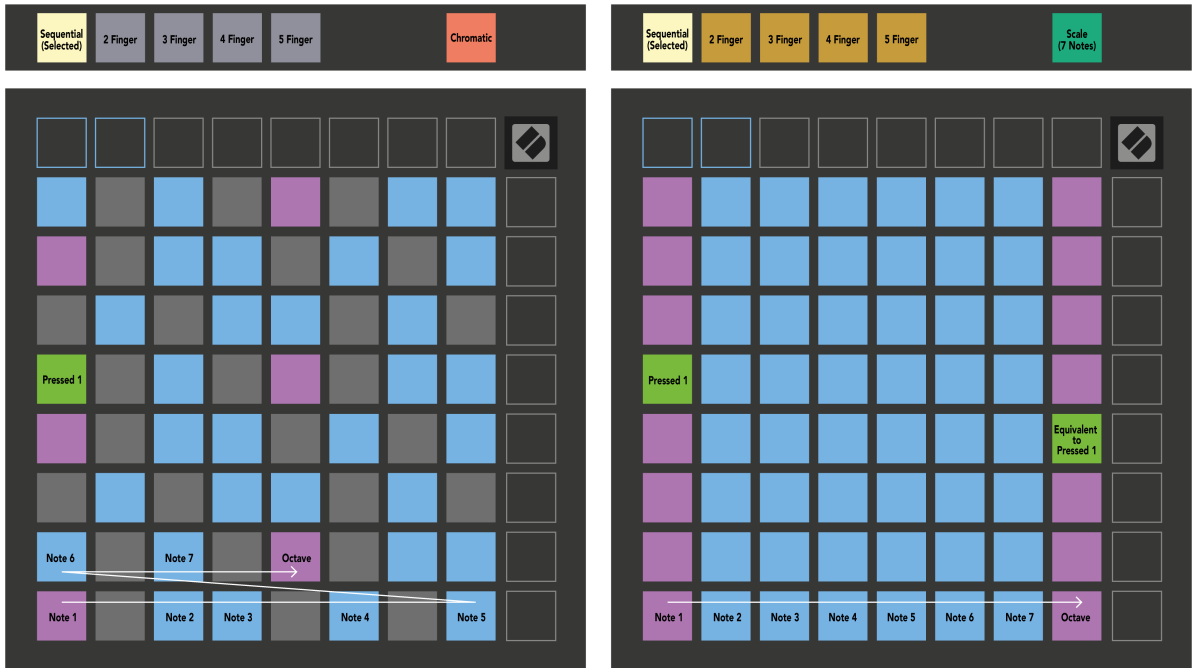 Sequential
(Selected)
2 Finger
3 Finger
4 Finger
5 Finger
Chromatic
Pressed 1
Note 6
Note 7
Octave
Note 1
Note 2
Note 3
Note 4
Note 5
Sequential
(Selected)
2 Finger
3 Finger
4 Finger
5 Finger
Scale
(7 Notes)
Pressed 1
Equivalent
to
Pressed 1
Note 1
Note 2
Note 3
Note 4
Note 5
Note 6
Note 7
Octave